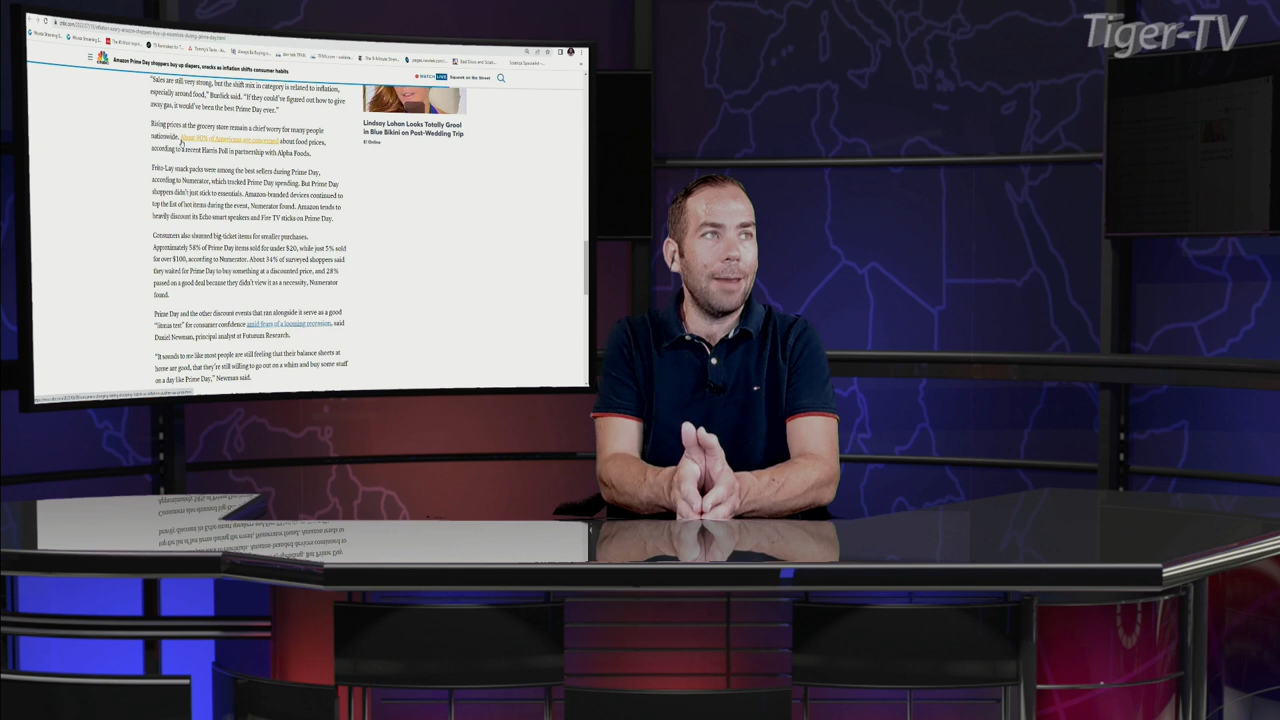 Tiger-TV
Amazon Prime Day shoppers buy up diapers, snacks as inflation shifts consumer habits
WATCH LIVE Squawk on the Street
"Sales are still very strong, but the shift mix in category is related to inflation,
especially around food," Burdick said. "If they could've figured out how to give
away gas, it would've been the best Prime Day ever."
Rising prices at the grocery store remain a chief worry for many people
nationwide. About 90% of Americans are concerned about food prices,
according to a recent Harris Poll in partnership with Alpha Foods.
Frito-Lay snack packs were among the best sellers during Prime Day,
according to Numerator, which tracked Prime Day spending. But Prime Day
shoppers didn't just stick to essentials. Amazon-branded devices continued to
top the list of hot items during the event, Numerator found. Amazon tends to
heavily discount its Echo smart speakers and Fire TV sticks on Prime Day.
Consumers also shunned big-ticket items for smaller purchases.
Approximately 58% of Prime Day items sold for under $20, while just 5% sold
for over $100, according to Numerator. About 34% of surveyed shoppers said
they waited for Prime Day to buy something at a discounted price, and 28%
passed on a good deal because they didn't view it as a necessity, Numerator
found.
Prime Day and the other discount events that ran alongside it serve as a good
"litmus test" for consumer confidence amid fears of a looming recession, said
Daniel Newman, principal analyst at Futurum Research.
"It sounds to me like most people are still feeling that their balance sheets at
home are good, that they're still willing to go out on a whim and buy some stuff
on a day like Prime Day," Newman said.
Lindsay Lohan Looks Totally Grool
in Blue Bikini on Post-Wedding Trip
E! Online